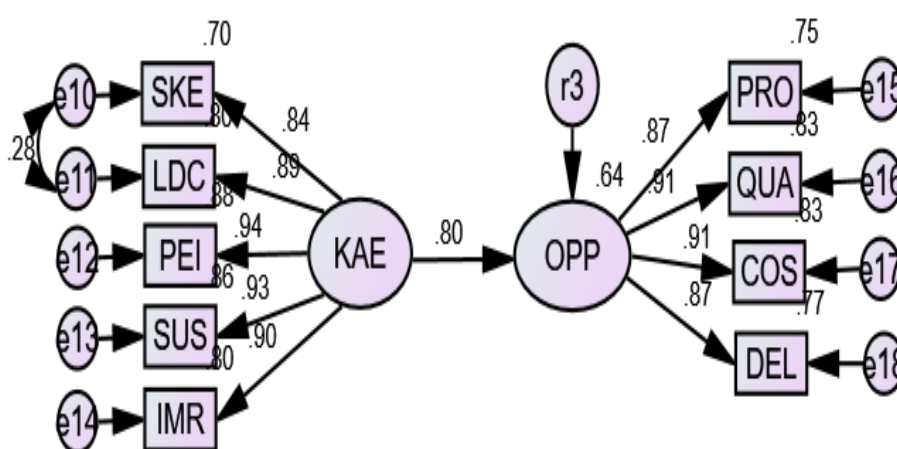 .70
.75
e10
SKE
r3
PRO
e15
.80
.84
.87
.83
.28
.89
e11
LDC
.64
.91
QUA
e16
.88
.83
.94
.80
.91
e12
PEI
KAE
OPP
COS
e17
.86
.93
.87
.77
e13
SUS
.90
DEL
e18
.80
e14
IMR